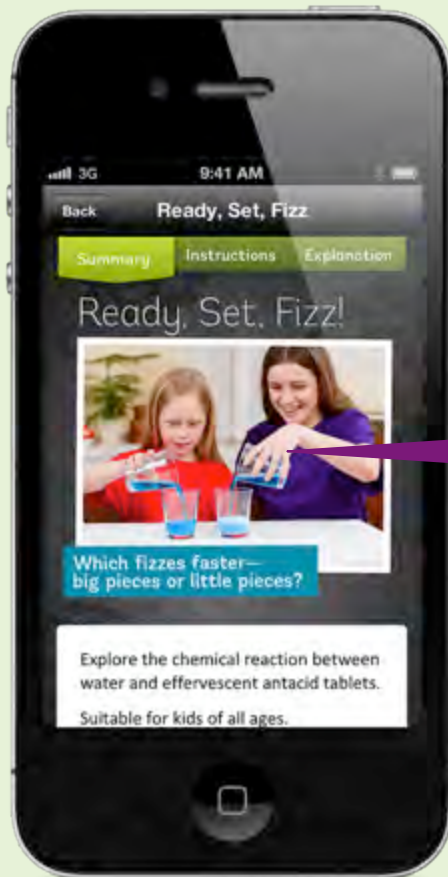 3G 9:41 AM
Back Ready, Set, Fizz
Summary Instructions Explanation
Ready, Set, Fizz!
Which fizzes faster—
big pieces or little pieces?
Explore the chemical reaction between
water and effervescent antacid tablets.
Suitable for kids of all ages.